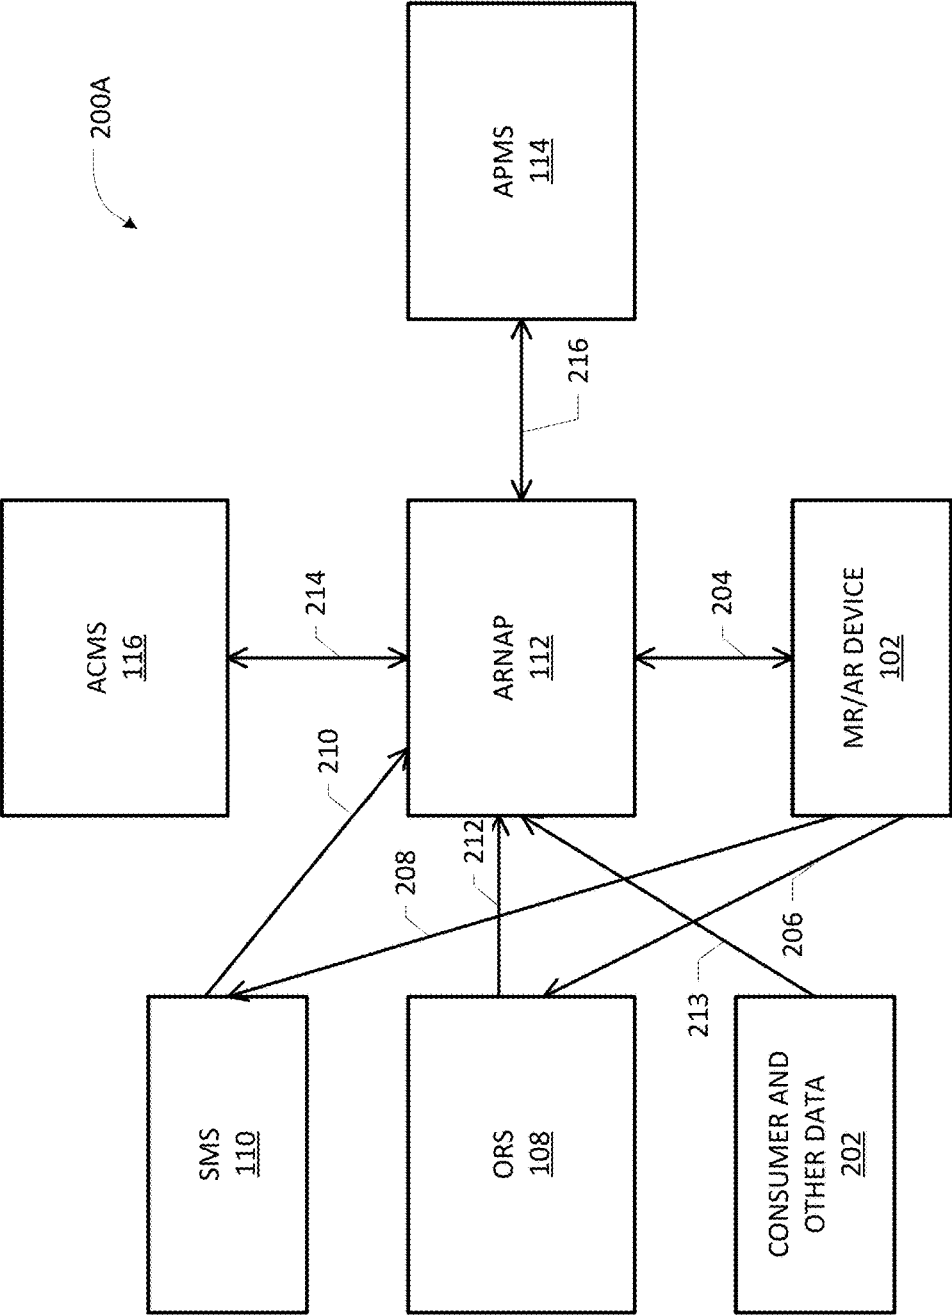 200A
ACMS
116
SMS
110
214
210
208
212
ORS
108
ARNAP
112
APMS
114
216
213
204
206
CONSUMER AND
OTHER DATA
202
MR/AR DEVICE
102